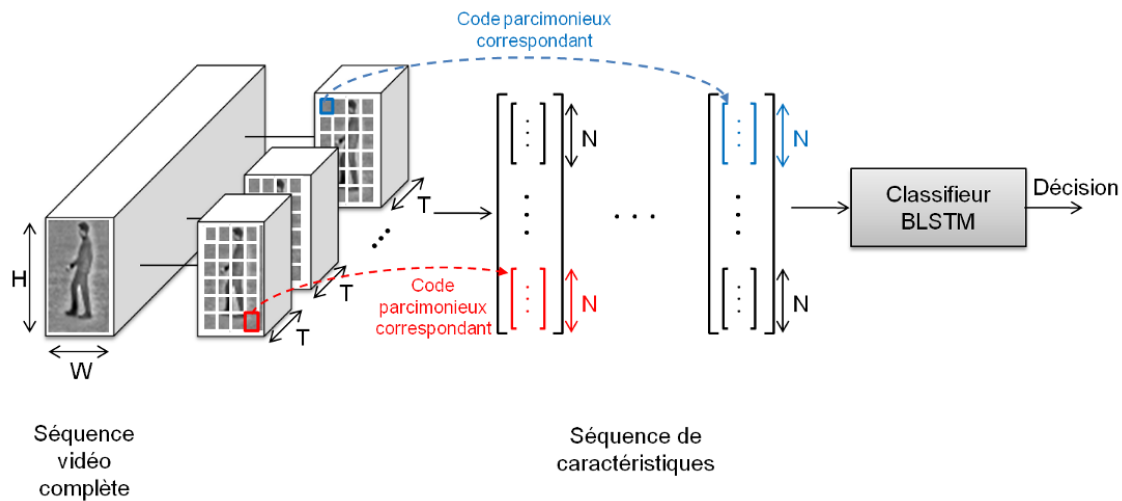 Code parcimonieux
correspondant
T
N
N
H
T
T
W
Code
parcimonieux
correspondant
N
N
Classifieur
BLSTM
Décision
Séquence
vidéo
complète
Séquence de
caractéristiques